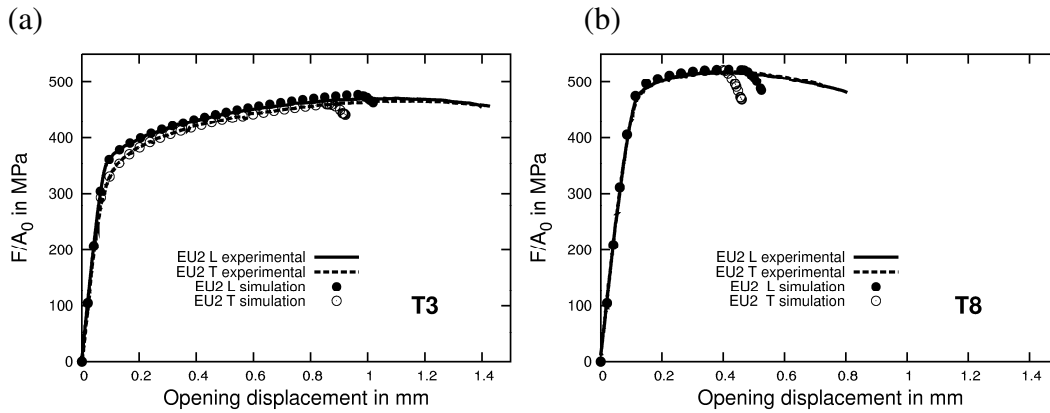 (a)
F/A0 in MPa
500
400
300
200
100
0
EU2 L experimental
EU2 T experimental
EU2 L simulation
EU2 T simulation
T3
0 0.2 0.4 0.6 0.8 1 1.2 1.4
Opening displacement in mm
(b)
F/A0 in MPa
500
400
300
200
100
0
EU2 L experimental
EU2 T experimental
EU2 L simulation
EU2 T simulation
T8
0 0.2 0.4 0.6 0.8 1 1.2 1.4
Opening displacement in mm